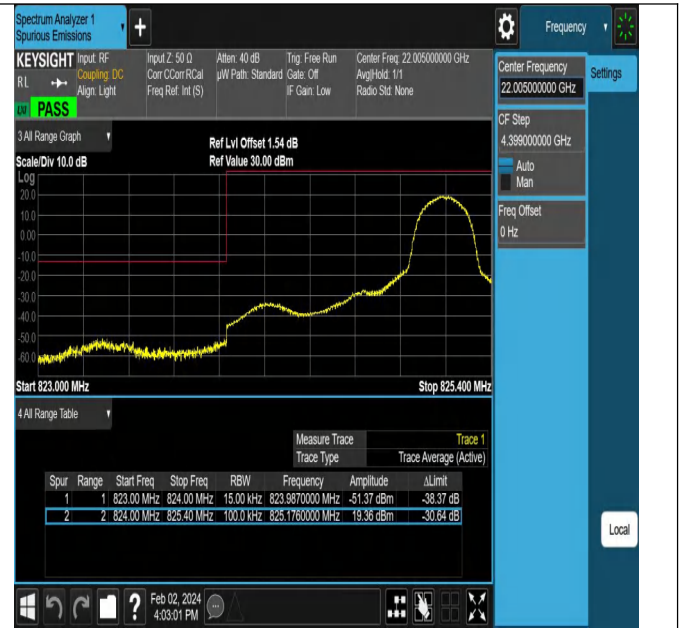 Spectrum Analyzer 1
Spurious Emissions
Frequency
KEYSIGHT
RL
Input: RF
Coupling: DC
Align: Light
Input Z: 50 Ω
Corr CCorr RCal
Freq Ref: Int (S)
Atten: 40 dB
µW Path: Standard
Trig: Free Run
Gate: Off
IF Gain: Low
Center Freq: 22.005000000 GHz
Avg|Hold: 1/1
Radio Std: None
PASS
Center Frequency
22.005000000 GHz
Settings
CF Step
4.399000000 GHz
Auto
Man
Freq Offset
0 Hz
3 All Range Graph
Scale/Div 10.0 dB
Ref Lvl Offset 1.54 dB
Ref Value 30.00 dBm
Log
20.0
10.0
0.00
-10.0
-20.0
-30.0
-40.0
-50.0
-60.0
Start 823.000 MHz
Stop 825.400 MHz
4 All Range Table
Measure Trace Trace 1
Trace Type Trace Average (Active)
Spur Range Start Freq Stop Freq RBW Frequency Amplitude ΔLimit
1 1 823.00 MHz 824.00 MHz 15.00 kHz 823.9870000 MHz -51.37 dBm -38.37 dB
2 2 824.00 MHz 825.40 MHz 100.0 kHz 825.1760000 MHz 19.36 dBm -30.64 dB
Local
?
Feb 02, 2024
4:03:01 PM